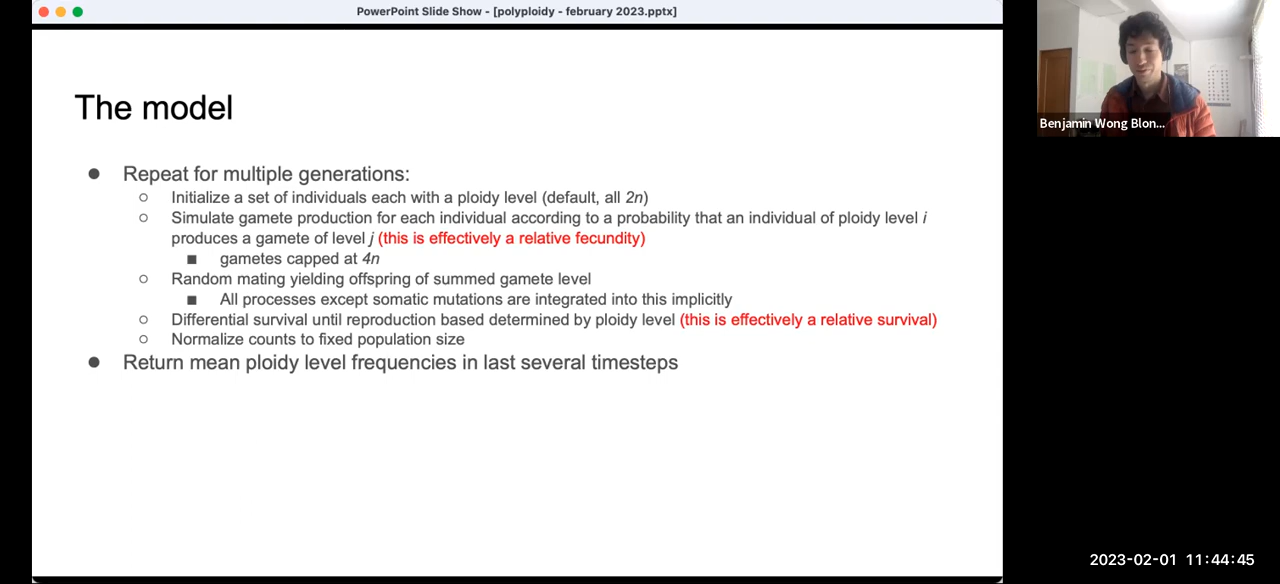 PowerPoint Slide Show - [polyploidy - february 2023.pptx]
The model
● Repeat for multiple generations:
○ Initialize a set of individuals each with a ploidy level (default, all 2n)
○ Simulate gamete production for each individual according to a probability that an individual of ploidy level i
produces a gamete of level j (this is effectively a relative fecundity)
■ gametes capped at 4n
○ Random mating yielding offspring of summed gamete level
■ All processes except somatic mutations are integrated into this implicitly
○ Differential survival until reproduction based determined by ploidy level (this is effectively a relative survival)
○ Normalize counts to fixed population size
● Return mean ploidy level frequencies in last several timesteps
Benjamin Wong Blon...
2023-02-01 11:44:45